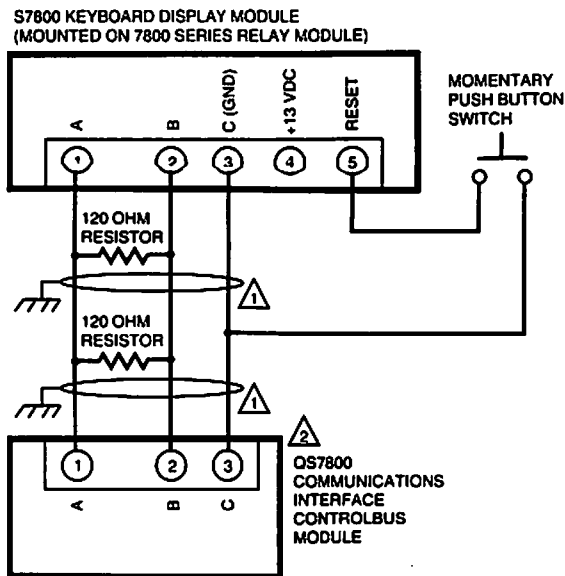 S7800 KEYBOARD DISPLAY MODULE
(MOUNTED ON 7800 SERIES RELAY MODULE)
A
B
C (GND)
+13 VDC
RESET
1
2
3
4
5
MOMENTARY
PUSH BUTTON
SWITCH
120 OHM
RESISTOR
1
120 OHM
RESISTOR
1
2
1
2
3
A
B
C
QS7800
COMMUNICATIONS
INTERFACE
CONTROLBUS
MODULE